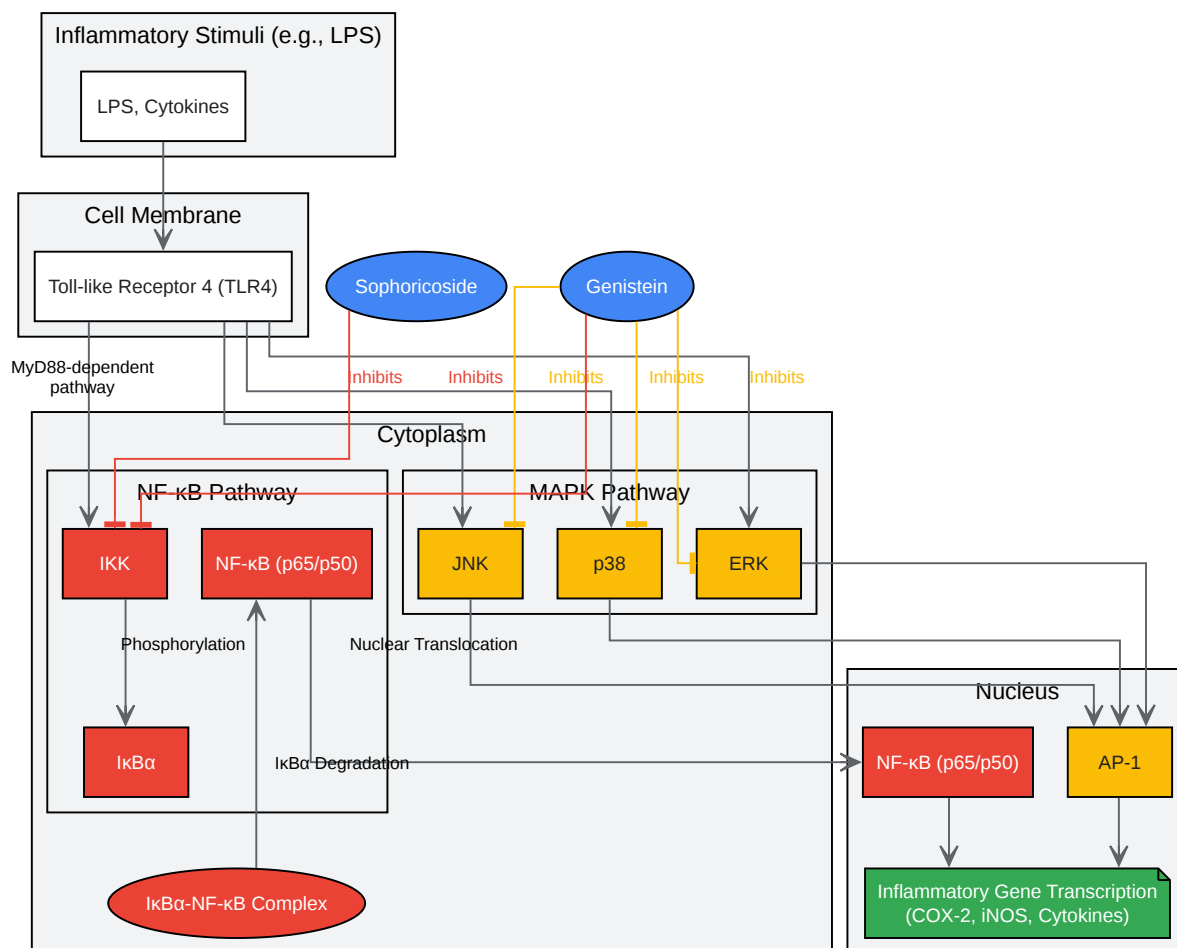 Inflammatory Stimuli (e.g., LPS)
LPS, Cytokines
Cell Membrane
Toll-like Receptor 4 (TLR4)
Sophoricoside
Genistein
MyD88-dependent
pathway
Inhibits
Inhibits
Inhibits
Inhibits
Inhibits
Cytoplasm
NF-κB Pathway
MAPK Pathway
IKK
NF-κB (p65/p50)
JNK
p38
ERK
Phosphorylation
Nuclear Translocation
Nucleus
IκBα
IκBα Degradation
NF-κB (p65/p50)
AP-1
IκBα-NF-κB Complex
Inflammatory Gene Transcription
(COX-2, iNOS, Cytokines)